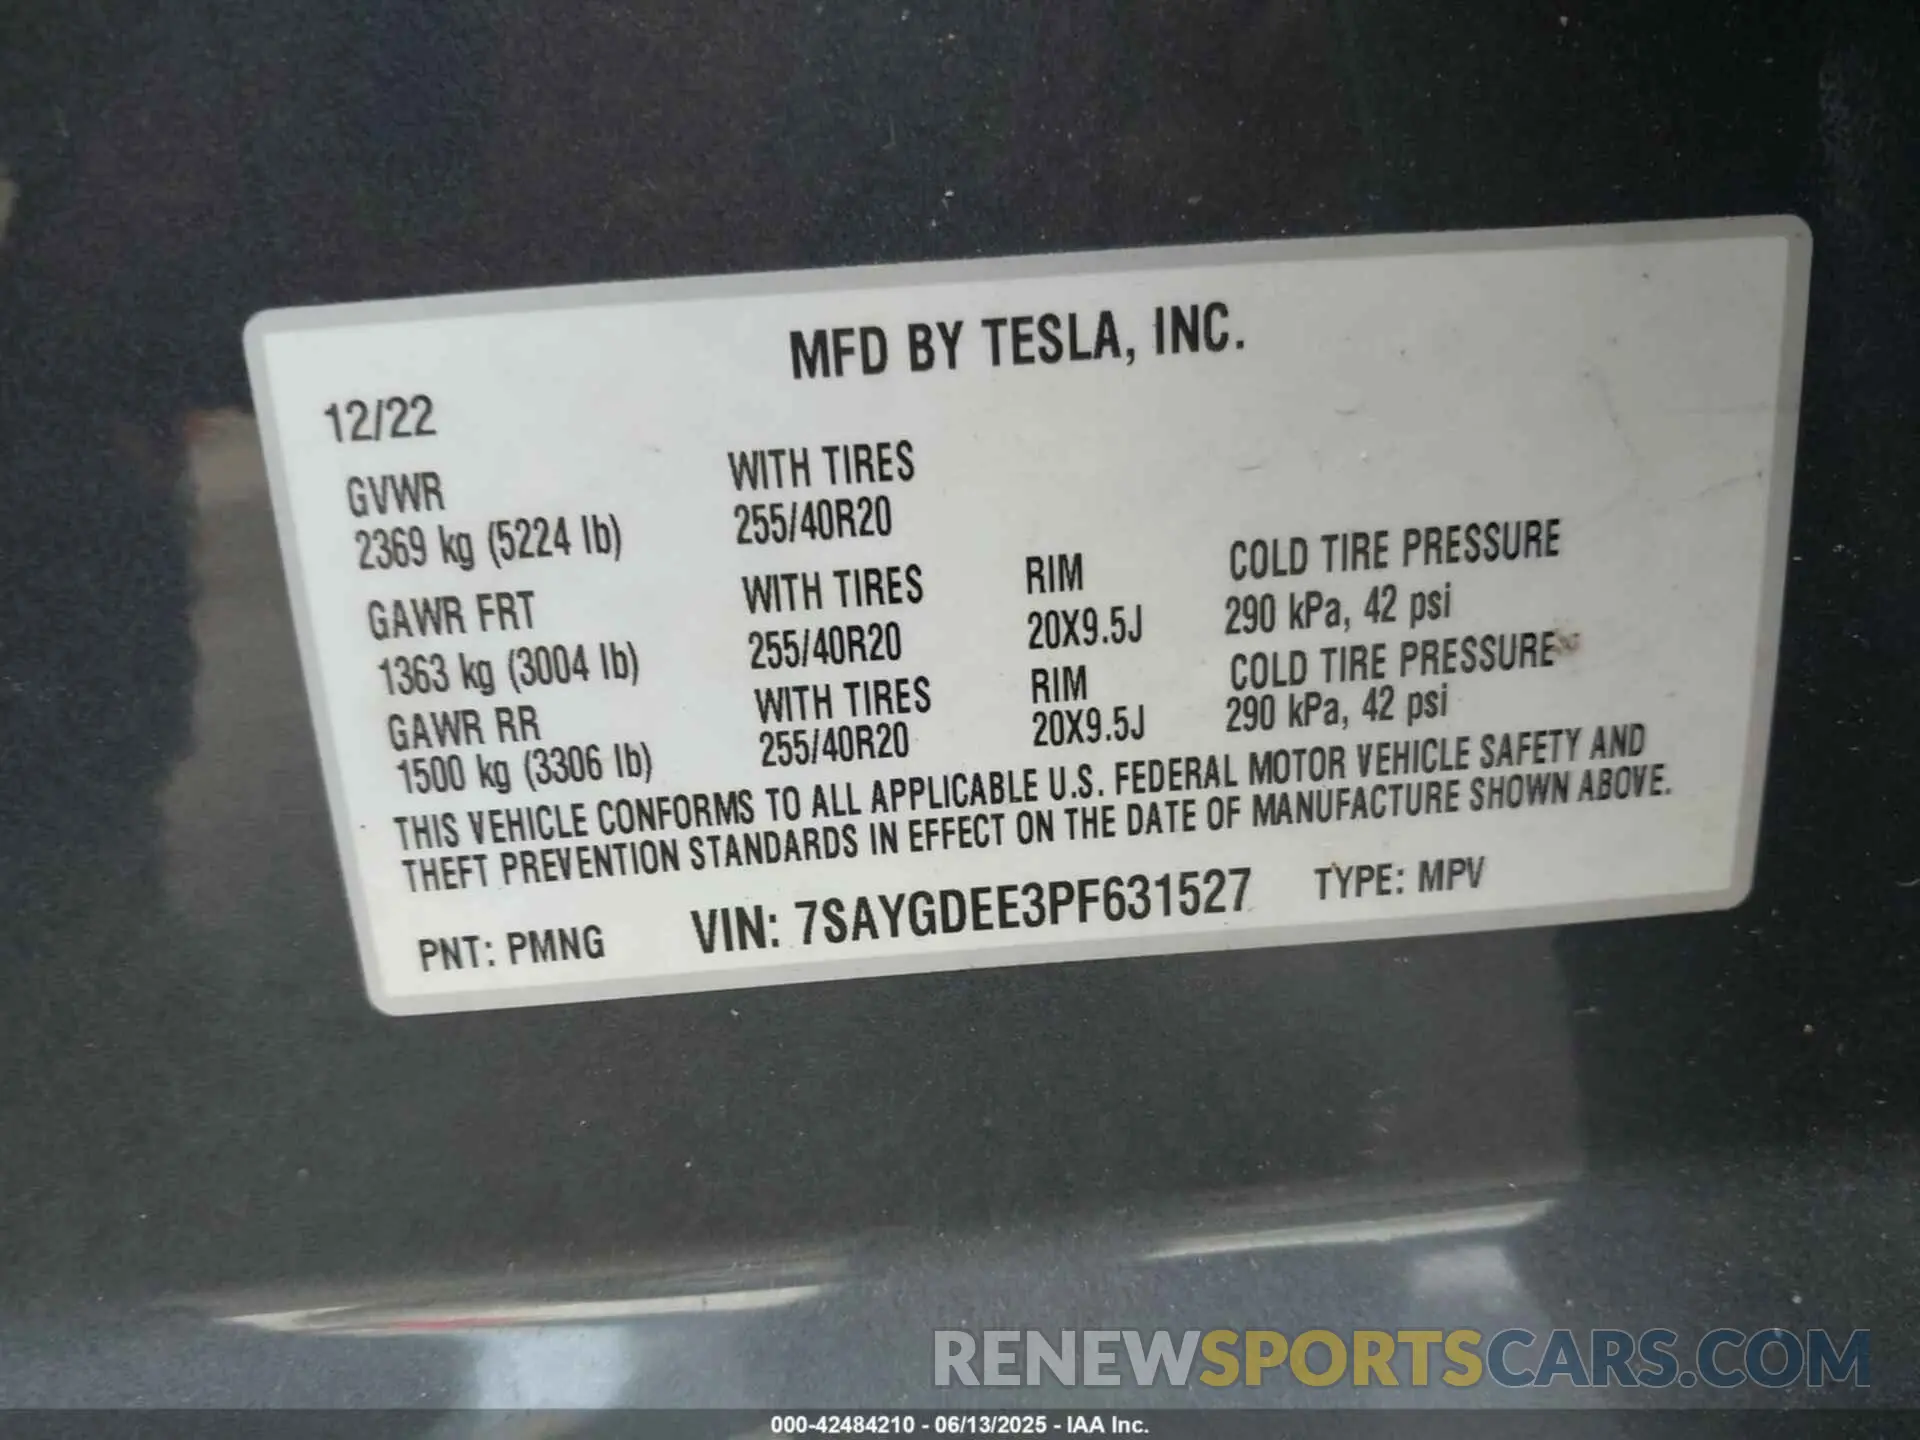 MFD BY TESLA, INC.
12/22
GVWR WITH TIRES
2369 kg (5224 lb) 255/40R20
GAWR FRT WITH TIRES RIM COLD TIRE PRESSURE
1363 kg (3004 lb) 255/40R20 20X9.5J 290 kPa, 42 psi
GAWR RR WITH TIRES RIM COLD TIRE PRESSURE
1500 kg (3306 lb) 255/40R20 20X9.5J 290 kPa, 42 psi
THIS VEHICLE CONFORMS TO ALL APPLICABLE U.S. FEDERAL MOTOR VEHICLE SAFETY AND
THEFT PREVENTION STANDARDS IN EFFECT ON THE DATE OF MANUFACTURE SHOWN ABOVE.
PNT: PMNG VIN: 7SAYGDEE3PF631527 TYPE: MPV
RENEWSPORTSCARS.COM
000-42484210 - 06/13/2025 - IAA Inc.